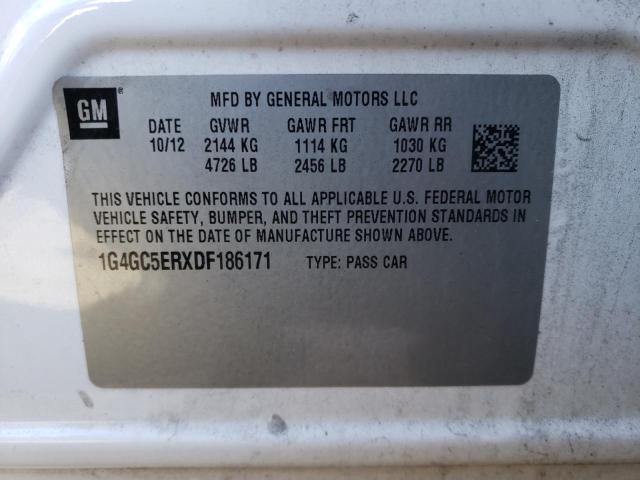 GM
MFD BY GENERAL MOTORS LLC
DATE GVWR GAWR FRT GAWR RR
10/12 2144 KG 1114 KG 1030 KG
4726 LB 2456 LB 2270 LB
THIS VEHICLE CONFORMS TO ALL APPLICABLE U.S. FEDERAL MOTOR
VEHICLE SAFETY, BUMPER, AND THEFT PREVENTION STANDARDS IN
EFFECT ON THE DATE OF MANUFACTURE SHOWN ABOVE.
1G4GC5ERXDF186171 TYPE: PASS CAR